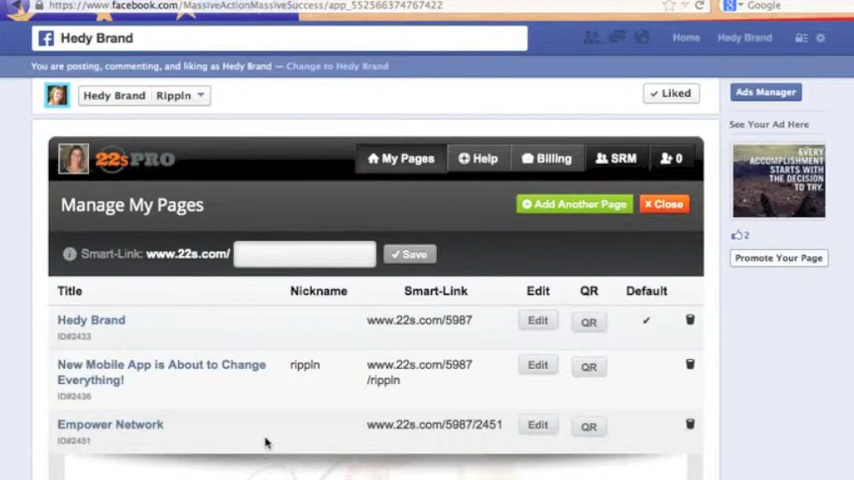 www.facebook.com/MassiveActionMassiveSuccess/app_552566374767422
Google
Hedy Brand
Home Hedy Brand
You are posting, commenting, and liking as Hedy Brand — Change to Hedy Brand
Hedy Brand Rippln
Liked
Ads Manager
See Your Ad Here
EVERY
ACCOMPLISHMENT
STARTS WITH
THE DECISION
TO TRY.
2
Promote Your Page
22s PRO
My Pages Help Billing SRM 0
Manage My Pages
Add Another Page × Close
Smart-Link: www.22s.com/ Save
Title Nickname Smart-Link Edit QR Default
Hedy Brand www.22s.com/5987 Edit QR ✓
ID#2433
New Mobile App is About to Change
Everything!
rippln www.22s.com/5987
/rippln
Edit QR
ID#2436
Empower Network www.22s.com/5987/2451 Edit QR
ID#2451